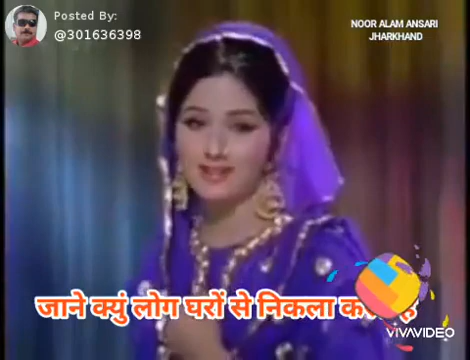 Posted By:
@301636398
NOOR ALAM ANSARI
JHARKHAND
जाने क्युं लोग घरों से निकला
VIVAVIDEO